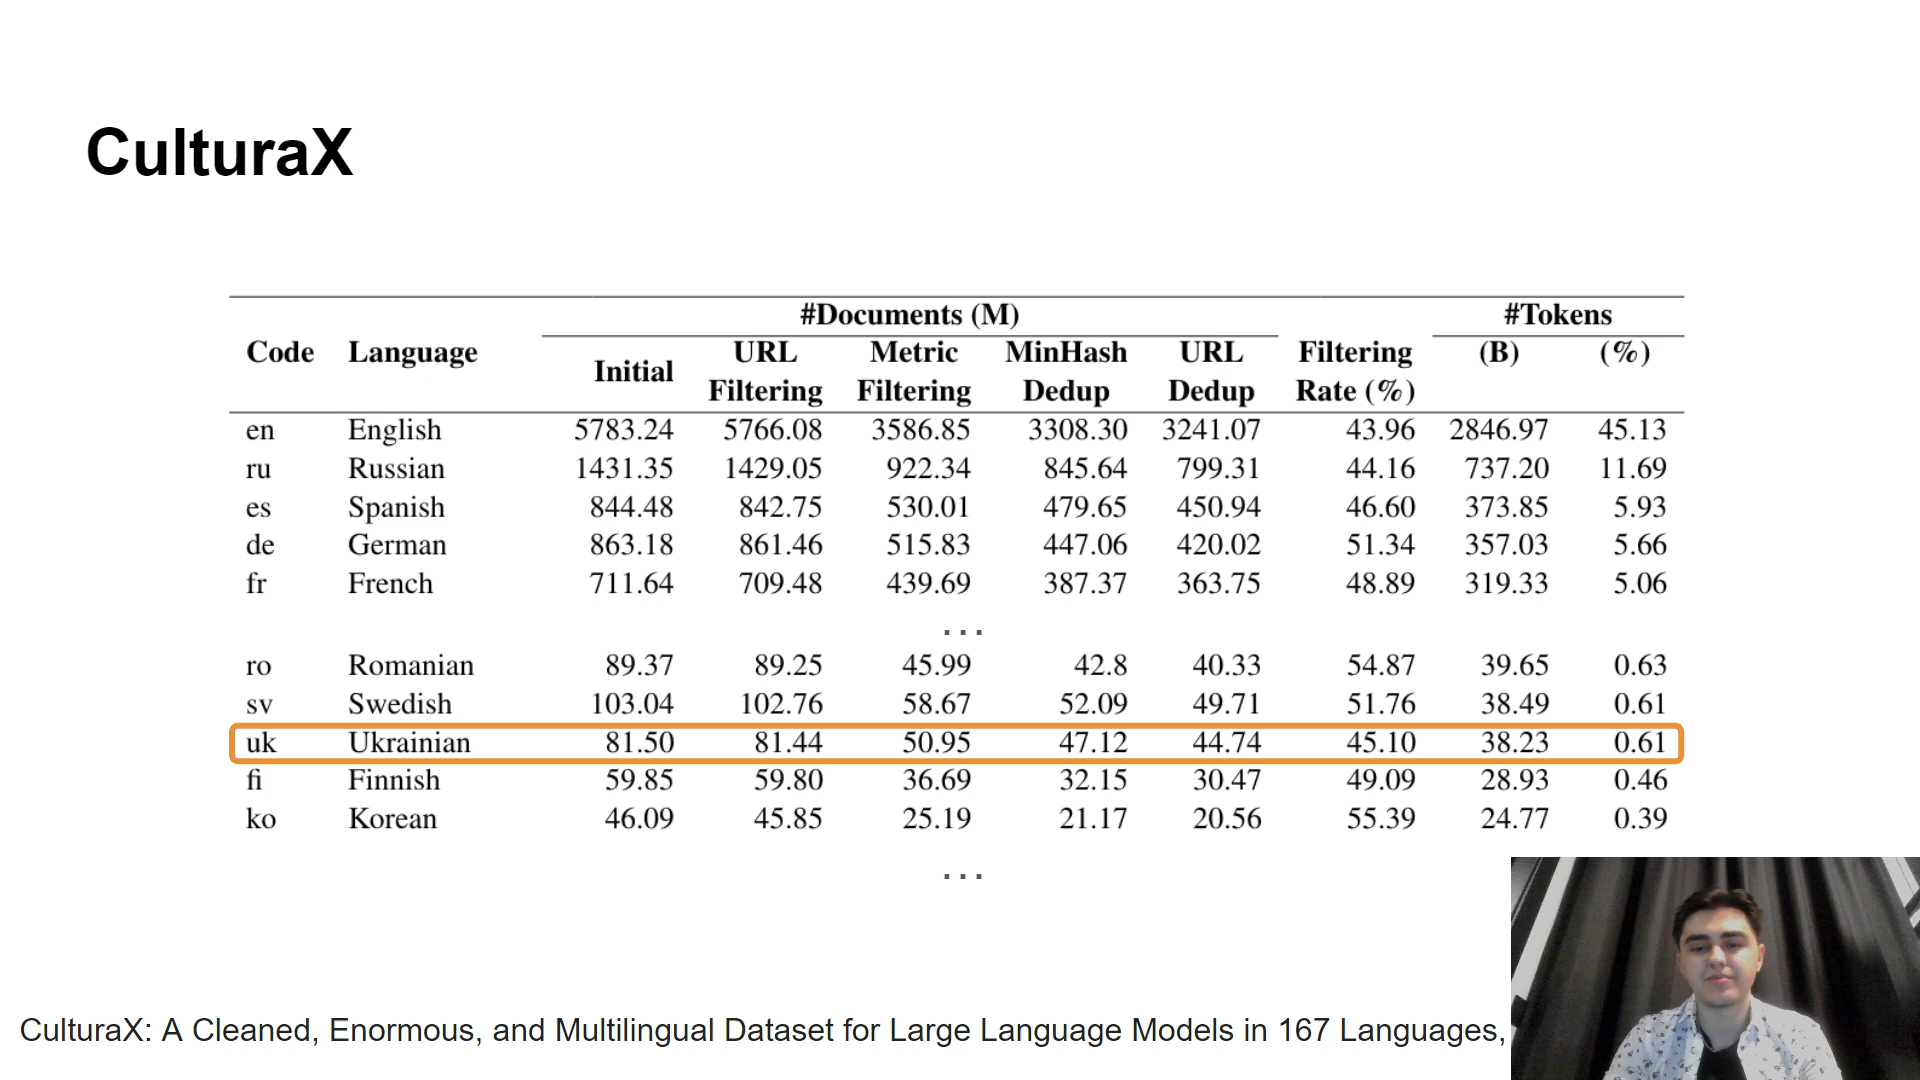 CulturaX
#Documents (M) #Tokens
Code Language Initial URL Filtering Metric Filtering MinHash Dedup URL Dedup Filtering Rate (%) (B) (%)
en English 5783.24 5766.08 3586.85 3308.30 3241.07 43.96 2846.97 45.13
ru Russian 1431.35 1429.05 922.34 845.64 799.31 44.16 737.20 11.69
es Spanish 844.48 842.75 530.01 479.65 450.94 46.60 373.85 5.93
de German 863.18 861.46 515.83 447.06 420.02 51.34 357.03 5.66
fr French 711.64 709.48 439.69 387.37 363.75 48.89 319.33 5.06
...
ro Romanian 89.37 89.25 45.99 42.8 40.33 54.87 39.65 0.63
sv Swedish 103.04 102.76 58.67 52.09 49.71 51.76 38.49 0.61
uk Ukrainian 81.50 81.44 50.95 47.12 44.74 45.10 38.23 0.61
fi Finnish 59.85 59.80 36.69 32.15 30.47 49.09 28.93 0.46
ko Korean 46.09 45.85 25.19 21.17 20.56 55.39 24.77 0.39
...
CulturaX: A Cleaned, Enormous, and Multilingual Dataset for Large Language Models in 167 Languages,